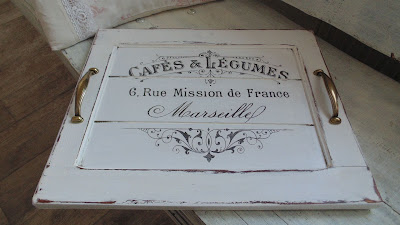 CAFÉS & LÉGUMES
6. Rue Mission de France
Marseille